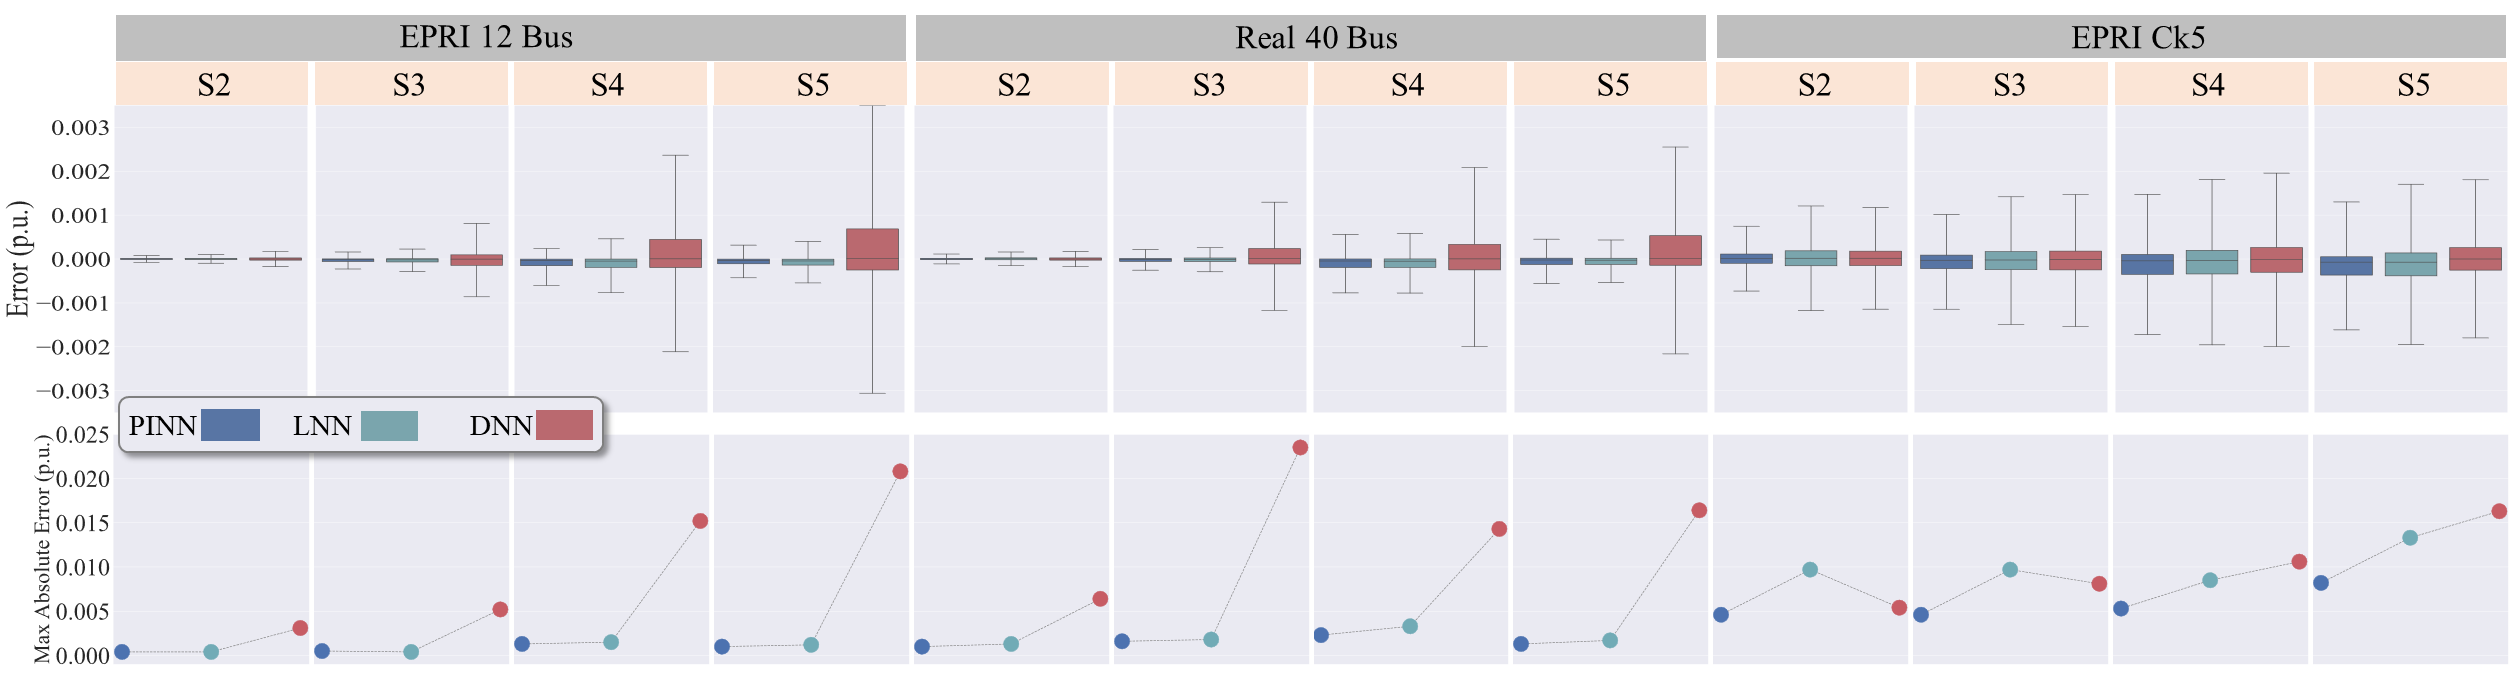 EPRI 12 Bus Real 40 Bus EPRI Ck5
S2 S3 S4 S5 S2 S3 S4 S5 S2 S3 S4 S5
Error (p.u.)
0.003
0.002
0.001
0.000
−0.001
−0.002
−0.003
PINN LNN DNN
Max Absolute Error (p.u.)
0.025
0.020
0.015
0.010
0.005
0.000